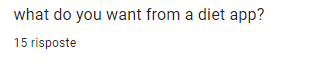 what do you want from a diet app?
15 risposte